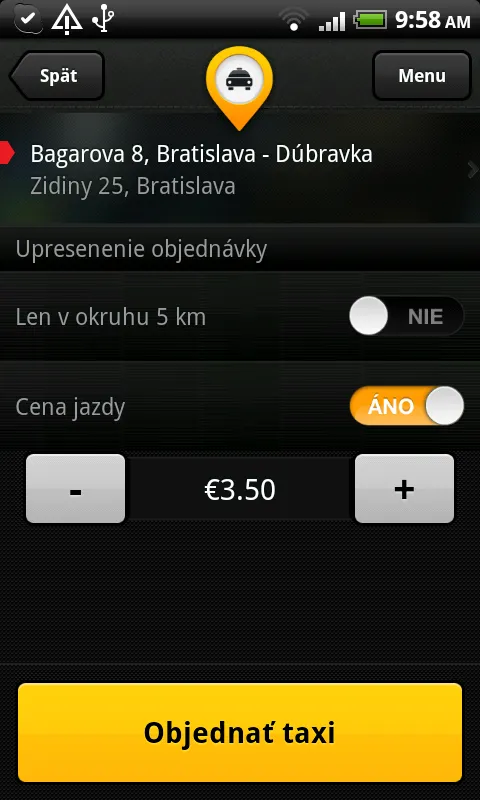 9:58 AM
Spät
Menu
Bagarova 8, Bratislava - Dúbravka
Zidiny 25, Bratislava
Upresenenie objednávky
Len v okruhu 5 km
NIE
Cena jazdy
ÁNO
-
€3.50
+
Objednať taxi